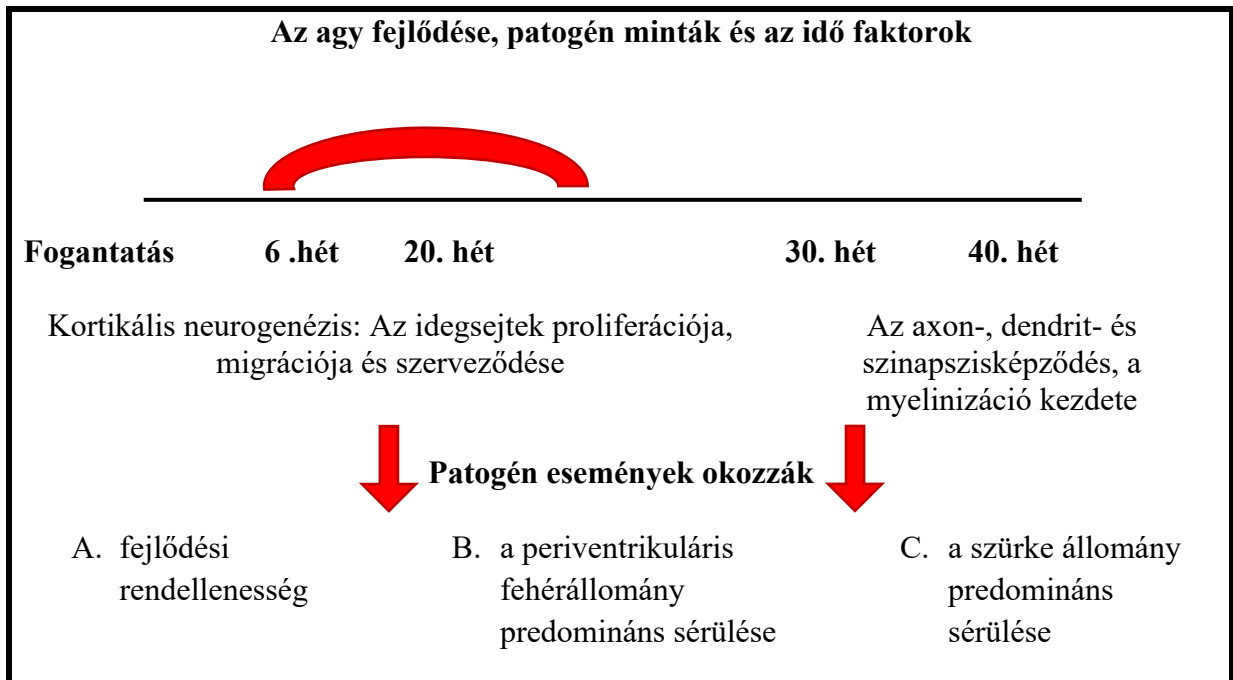 Az agy fejlődése, patogén minták és az idő faktorok
Fogantatás 6 .hét 20. hét 30. hét 40. hét
Kortikális neurogenézis: Az idegsejtek proliferációja,
migrációja és szerveződése
Az axon-, dendrit- és
szinapszisképződés, a
myelinizáció kezdete
Patogén események okozzák
A. fejlődési
rendellenesség
B. a periventrikuláris
fehérállomány
predomináns sérülése
C. a szürke állomány
predomináns
sérülése